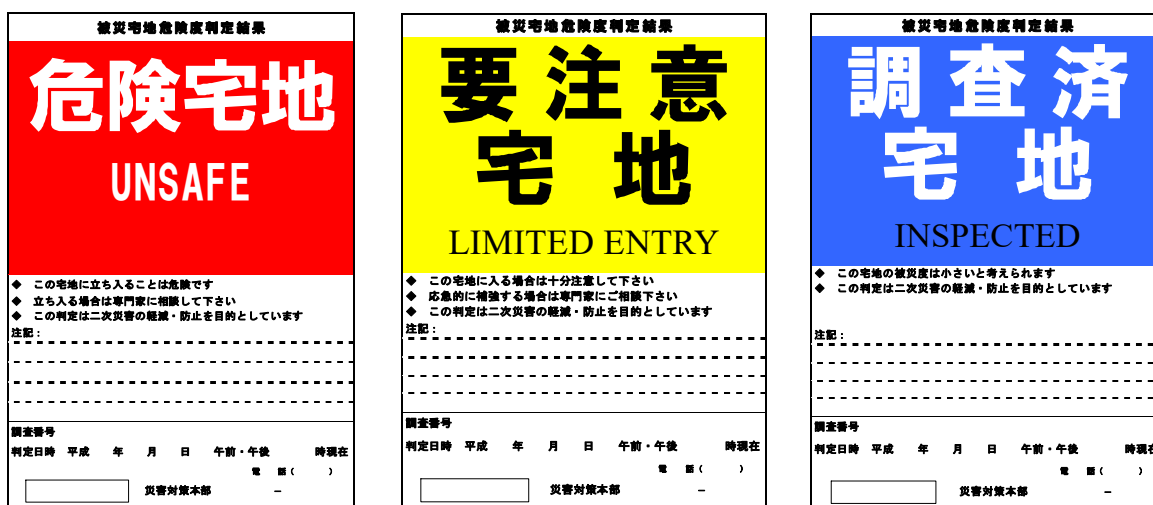 被災宅地危険度判定結果
危険宅地
UNSAFE
◆ この宅地に立ち入ることは危険です
◆ 立ち入る場合は専門家に相談して下さい
◆ この判定は二次災害の軽減・防止を目的としています
注記：
調査番号
判定日時 平成 年 月 日 午前・午後 時現在
電 話（ ）
災害対策本部 －
被災宅地危険度判定結果
要注意
宅地
LIMITED ENTRY
◆ この宅地に入る場合は十分注意して下さい
◆ 応急的に補強する場合は専門家にご相談下さい
◆ この判定は二次災害の軽減・防止を目的としています
注記：
調査番号
判定日時 平成 年 月 日 午前・午後 時現在
電 話（ ）
災害対策本部 －
被災宅地危険度判定結果
調査済
宅地
INSPECTED
◆ この宅地の被災度は小さいと考えられます
◆ この判定は二次災害の軽減・防止を目的としています
注記：
調査番号
判定日時 平成 年 月 日 午前・午後 時現在
電 話（ ）
災害対策本部 －